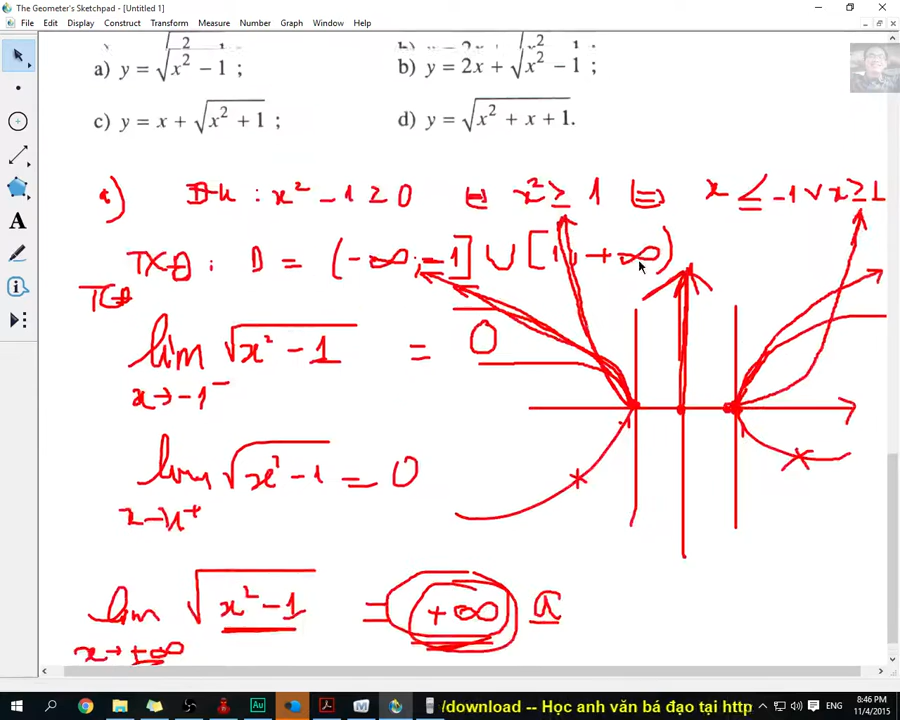 The Geometer's Sketchpad - [Untitled 1]
File Edit Display Construct Transform Measure Number Graph Window Help
a) y = √(x² − 1) ; b) y = 2x + √(x² − 1) ;
c) y = x + √(x² + 1) ; d) y = √(x² + x + 1).
a) ĐK : x² − 1 ≥ 0 ⇔ x² ≥ 1 ⇔ x ≤ −1 ∨ x ≥ 1
TXĐ : D = (−∞; −1] ∪ [1; +∞)
TCĐ
lim √(x² − 1) = 0
x → −1⁻
lim √(x² − 1) = 0
x → 1⁺
lim √(x² − 1) = +∞ a
x → +∞
A
i
Au
/download -- Học anh văn bá đạo tại http
ENG
8:46 PM
11/4/2015